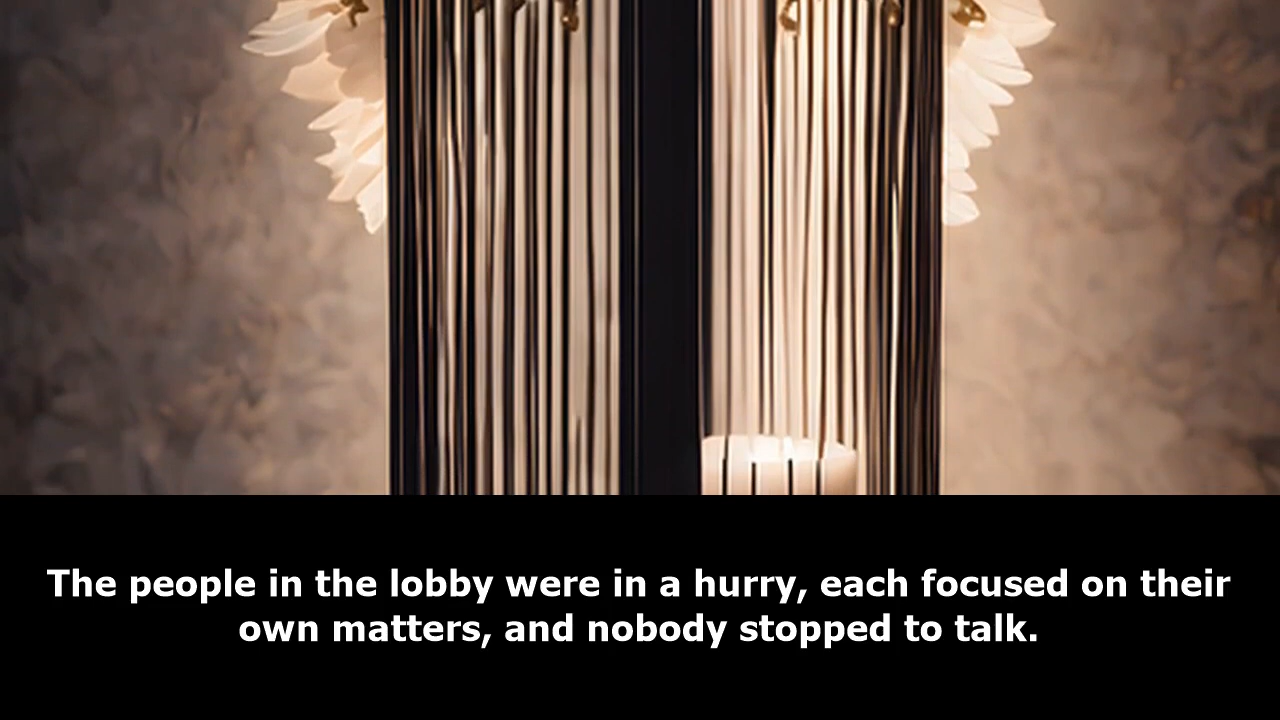 The people in the lobby were in a hurry, each focused on their
own matters, and nobody stopped to talk.